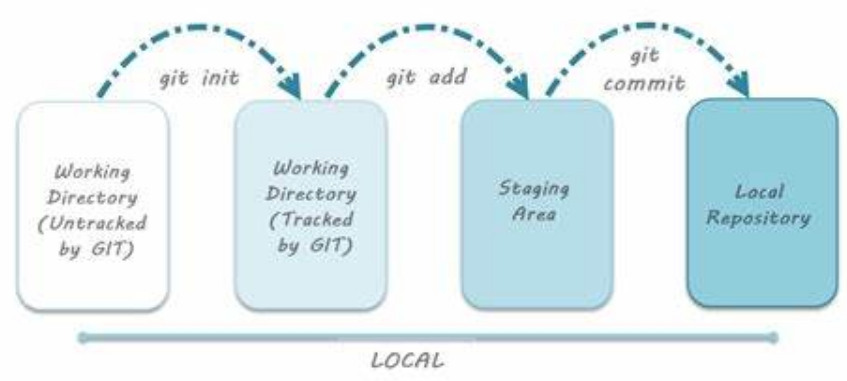 git init
git add
git
commit
Working
Directory
(Untracked
by GIT)
Working
Directory
(Tracked
by GIT)
Staging
Area
Local
Repository
LOCAL